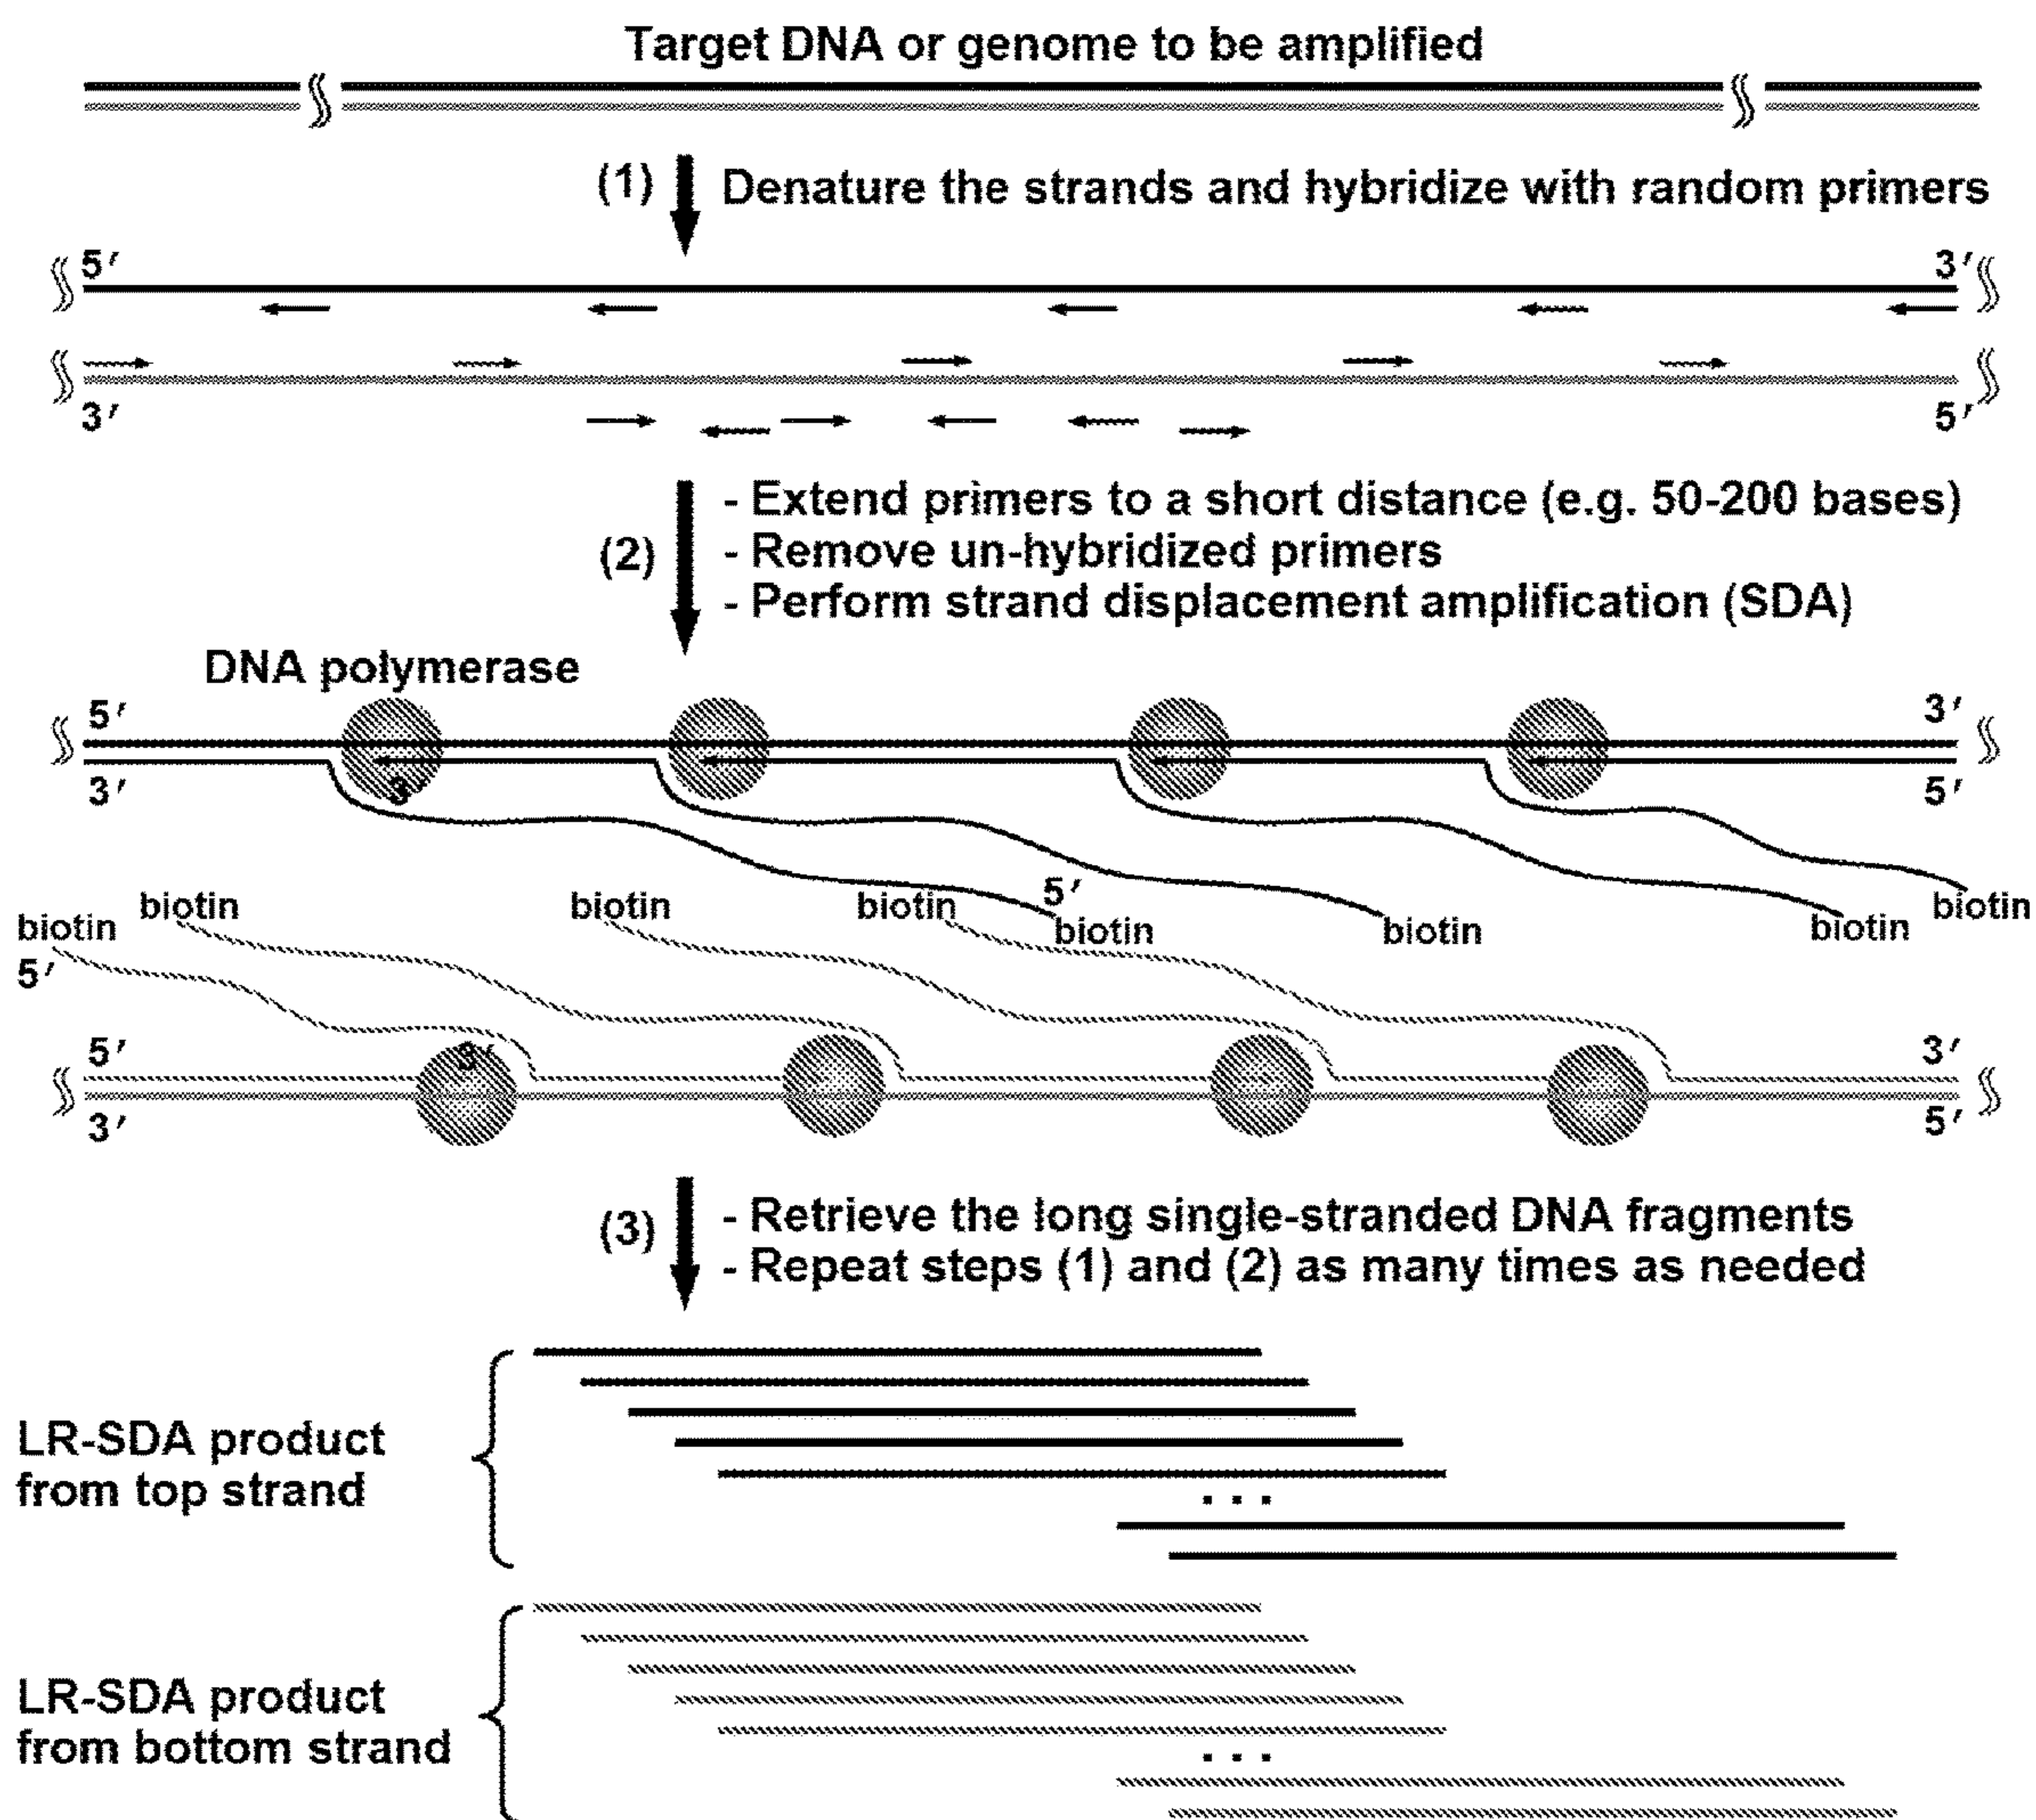 Target DNA or genome to be amplified
(1) Denature the strands and hybridize with random primers
5′ 3′
3′ 5′
(2)
- Extend primers to a short distance (e.g. 50-200 bases)
- Remove un-hybridized primers
- Perform strand displacement amplification (SDA)
DNA polymerase
5′ 3′
3′ 3′ 5′
biotin biotin biotin 5′ biotin
biotin biotin biotin biotin
5′
5′ 3′ 3′
3′ 5′
(3)
- Retrieve the long single-stranded DNA fragments
- Repeat steps (1) and (2) as many times as needed
LR-SDA product
from top strand
. . .
LR-SDA product
from bottom strand
. . .